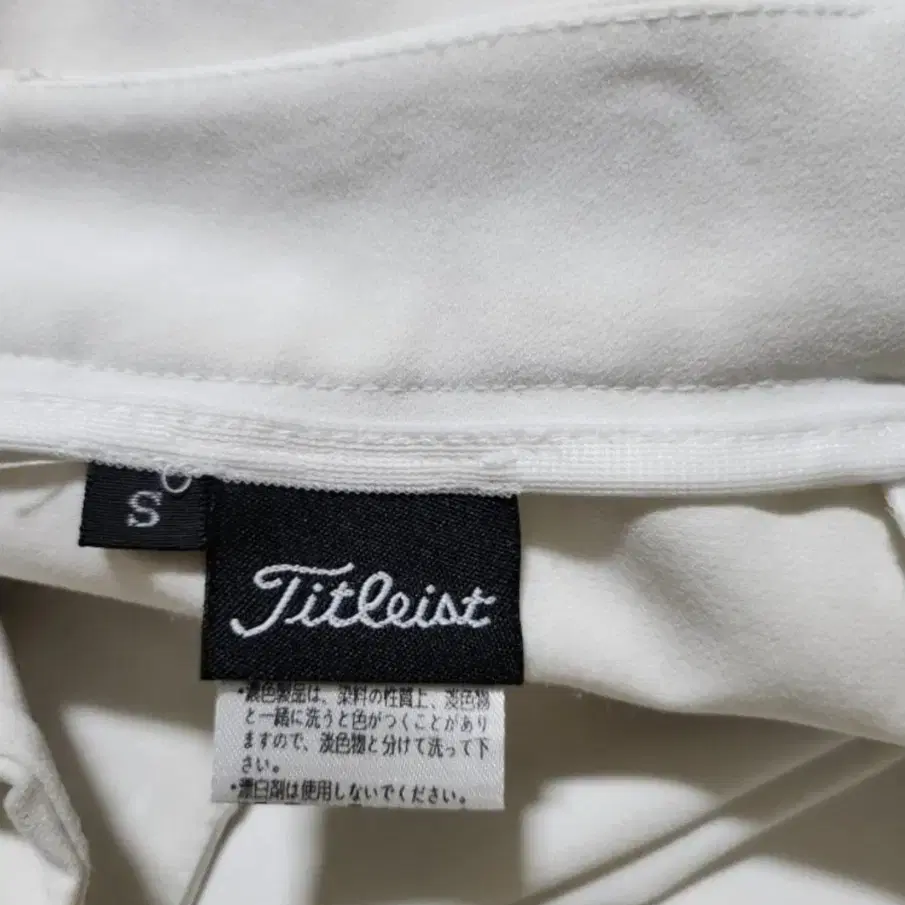 S
Titleist
・濃色製品は、染料の性質上、淡色物
と一緒に洗うと色がつくことがあり
ますので、淡色物と分けて洗って下
さい。
・漂白剤は使用しないでください。